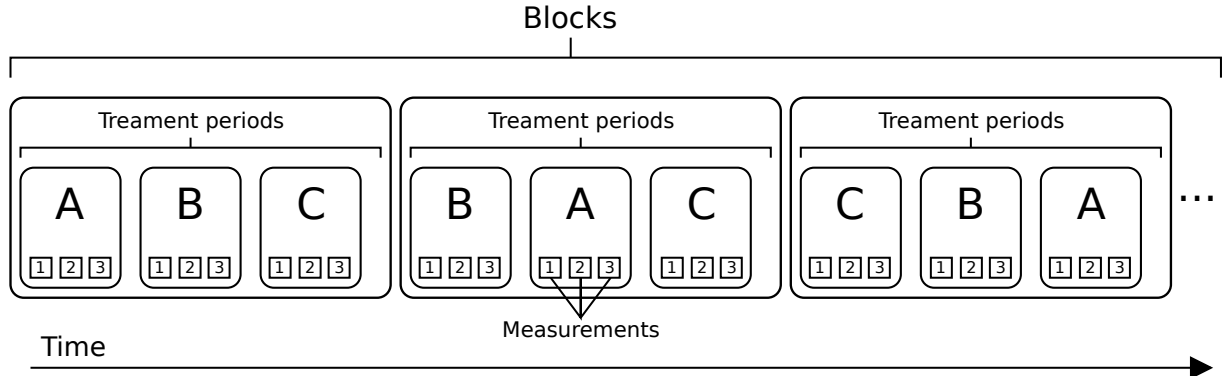 Blocks
Treament periods Treament periods Treament periods
A B C B A C C B A ...
1 2 3 1 2 3 1 2 3 1 2 3 1 2 3 1 2 3 1 2 3 1 2 3 1 2 3
Measurements
Time